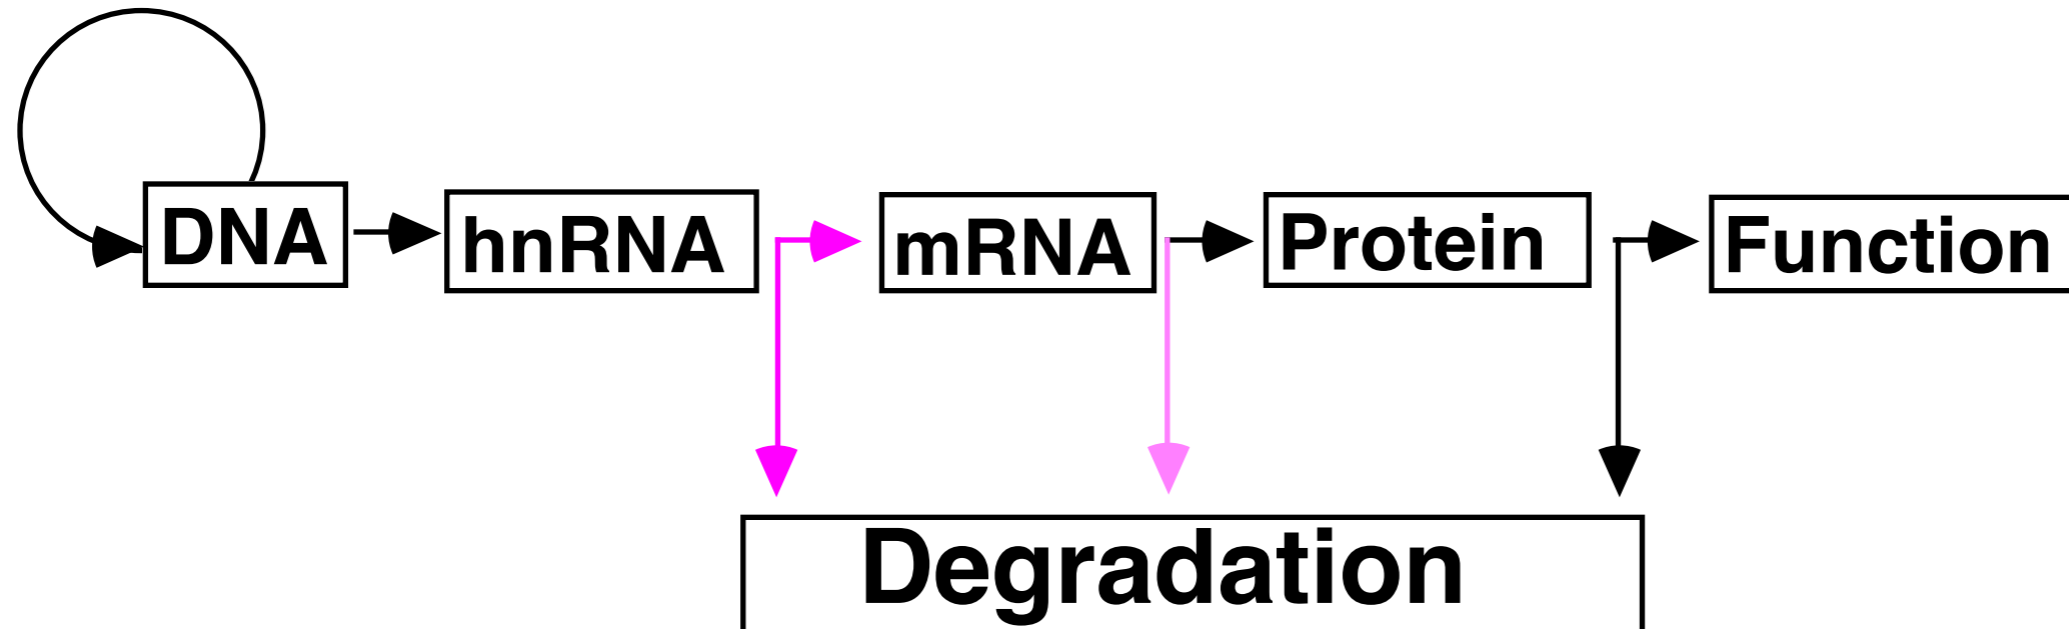 DNA
hnRNA
mRNA
Protein
Function
Degradation